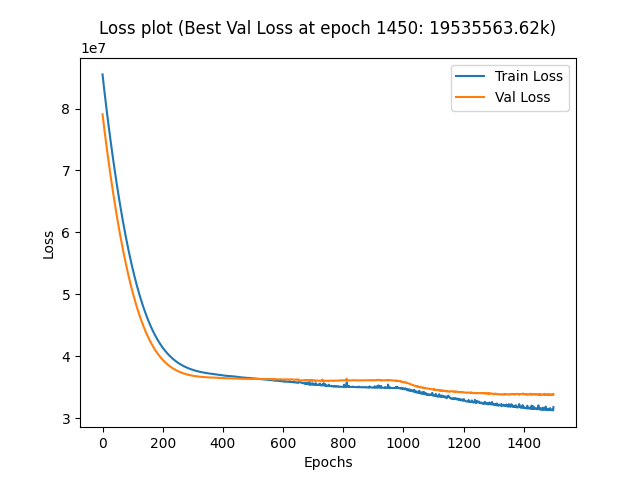 Loss plot (Best Val Loss at epoch 1450: 19535563.62k)
1e7
Train Loss
Val Loss
8
7
6
5
4
3
Loss
0 200 400 600 800 1000 1200 1400
Epochs